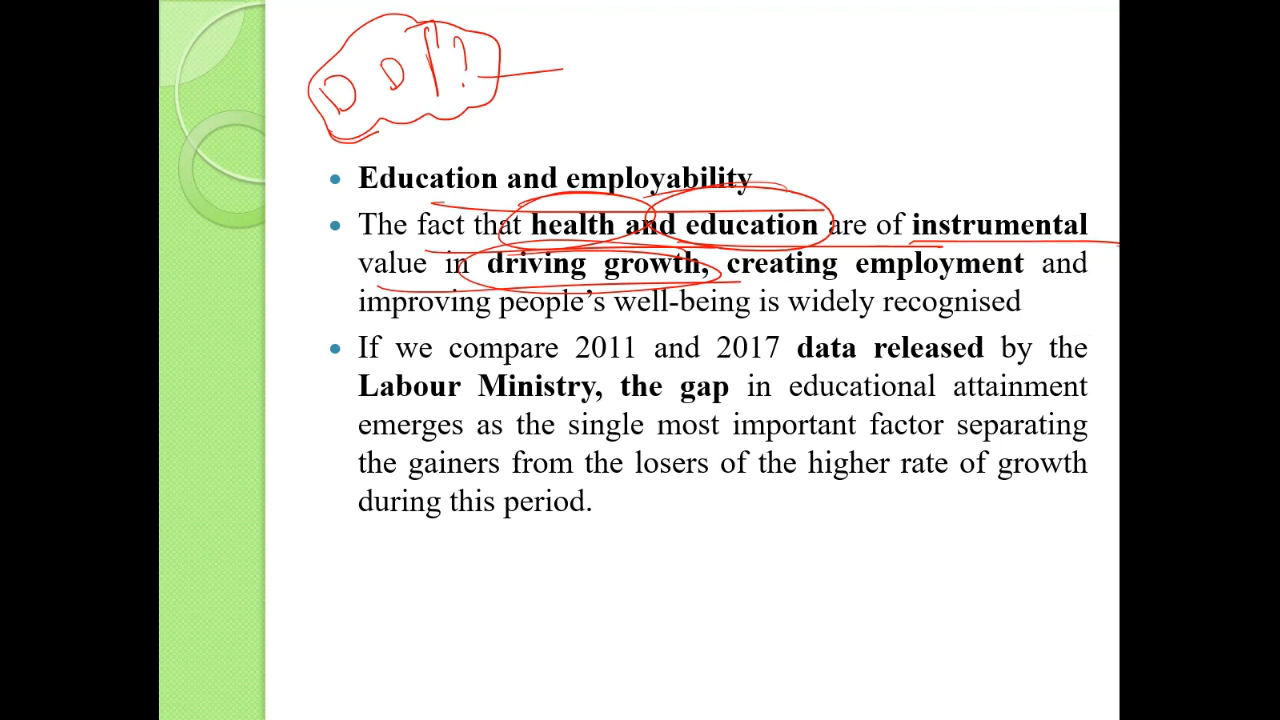 D D ?
Education and employability
The fact that health and education are of instrumental
value in driving growth, creating employment and
improving people's well-being is widely recognised
If we compare 2011 and 2017 data released by the
Labour Ministry, the gap in educational attainment
emerges as the single most important factor separating
the gainers from the losers of the higher rate of growth
during this period.